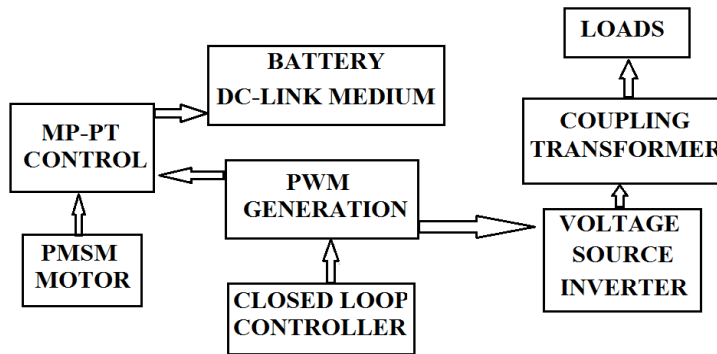 LOADS
BATTERY
DC-LINK MEDIUM
MP-PT
CONTROL
COUPLING
TRANSFORMER
PWM
GENERATION
PMSM
MOTOR
VOLTAGE
SOURCE
INVERTER
CLOSED LOOP
CONTROLLER